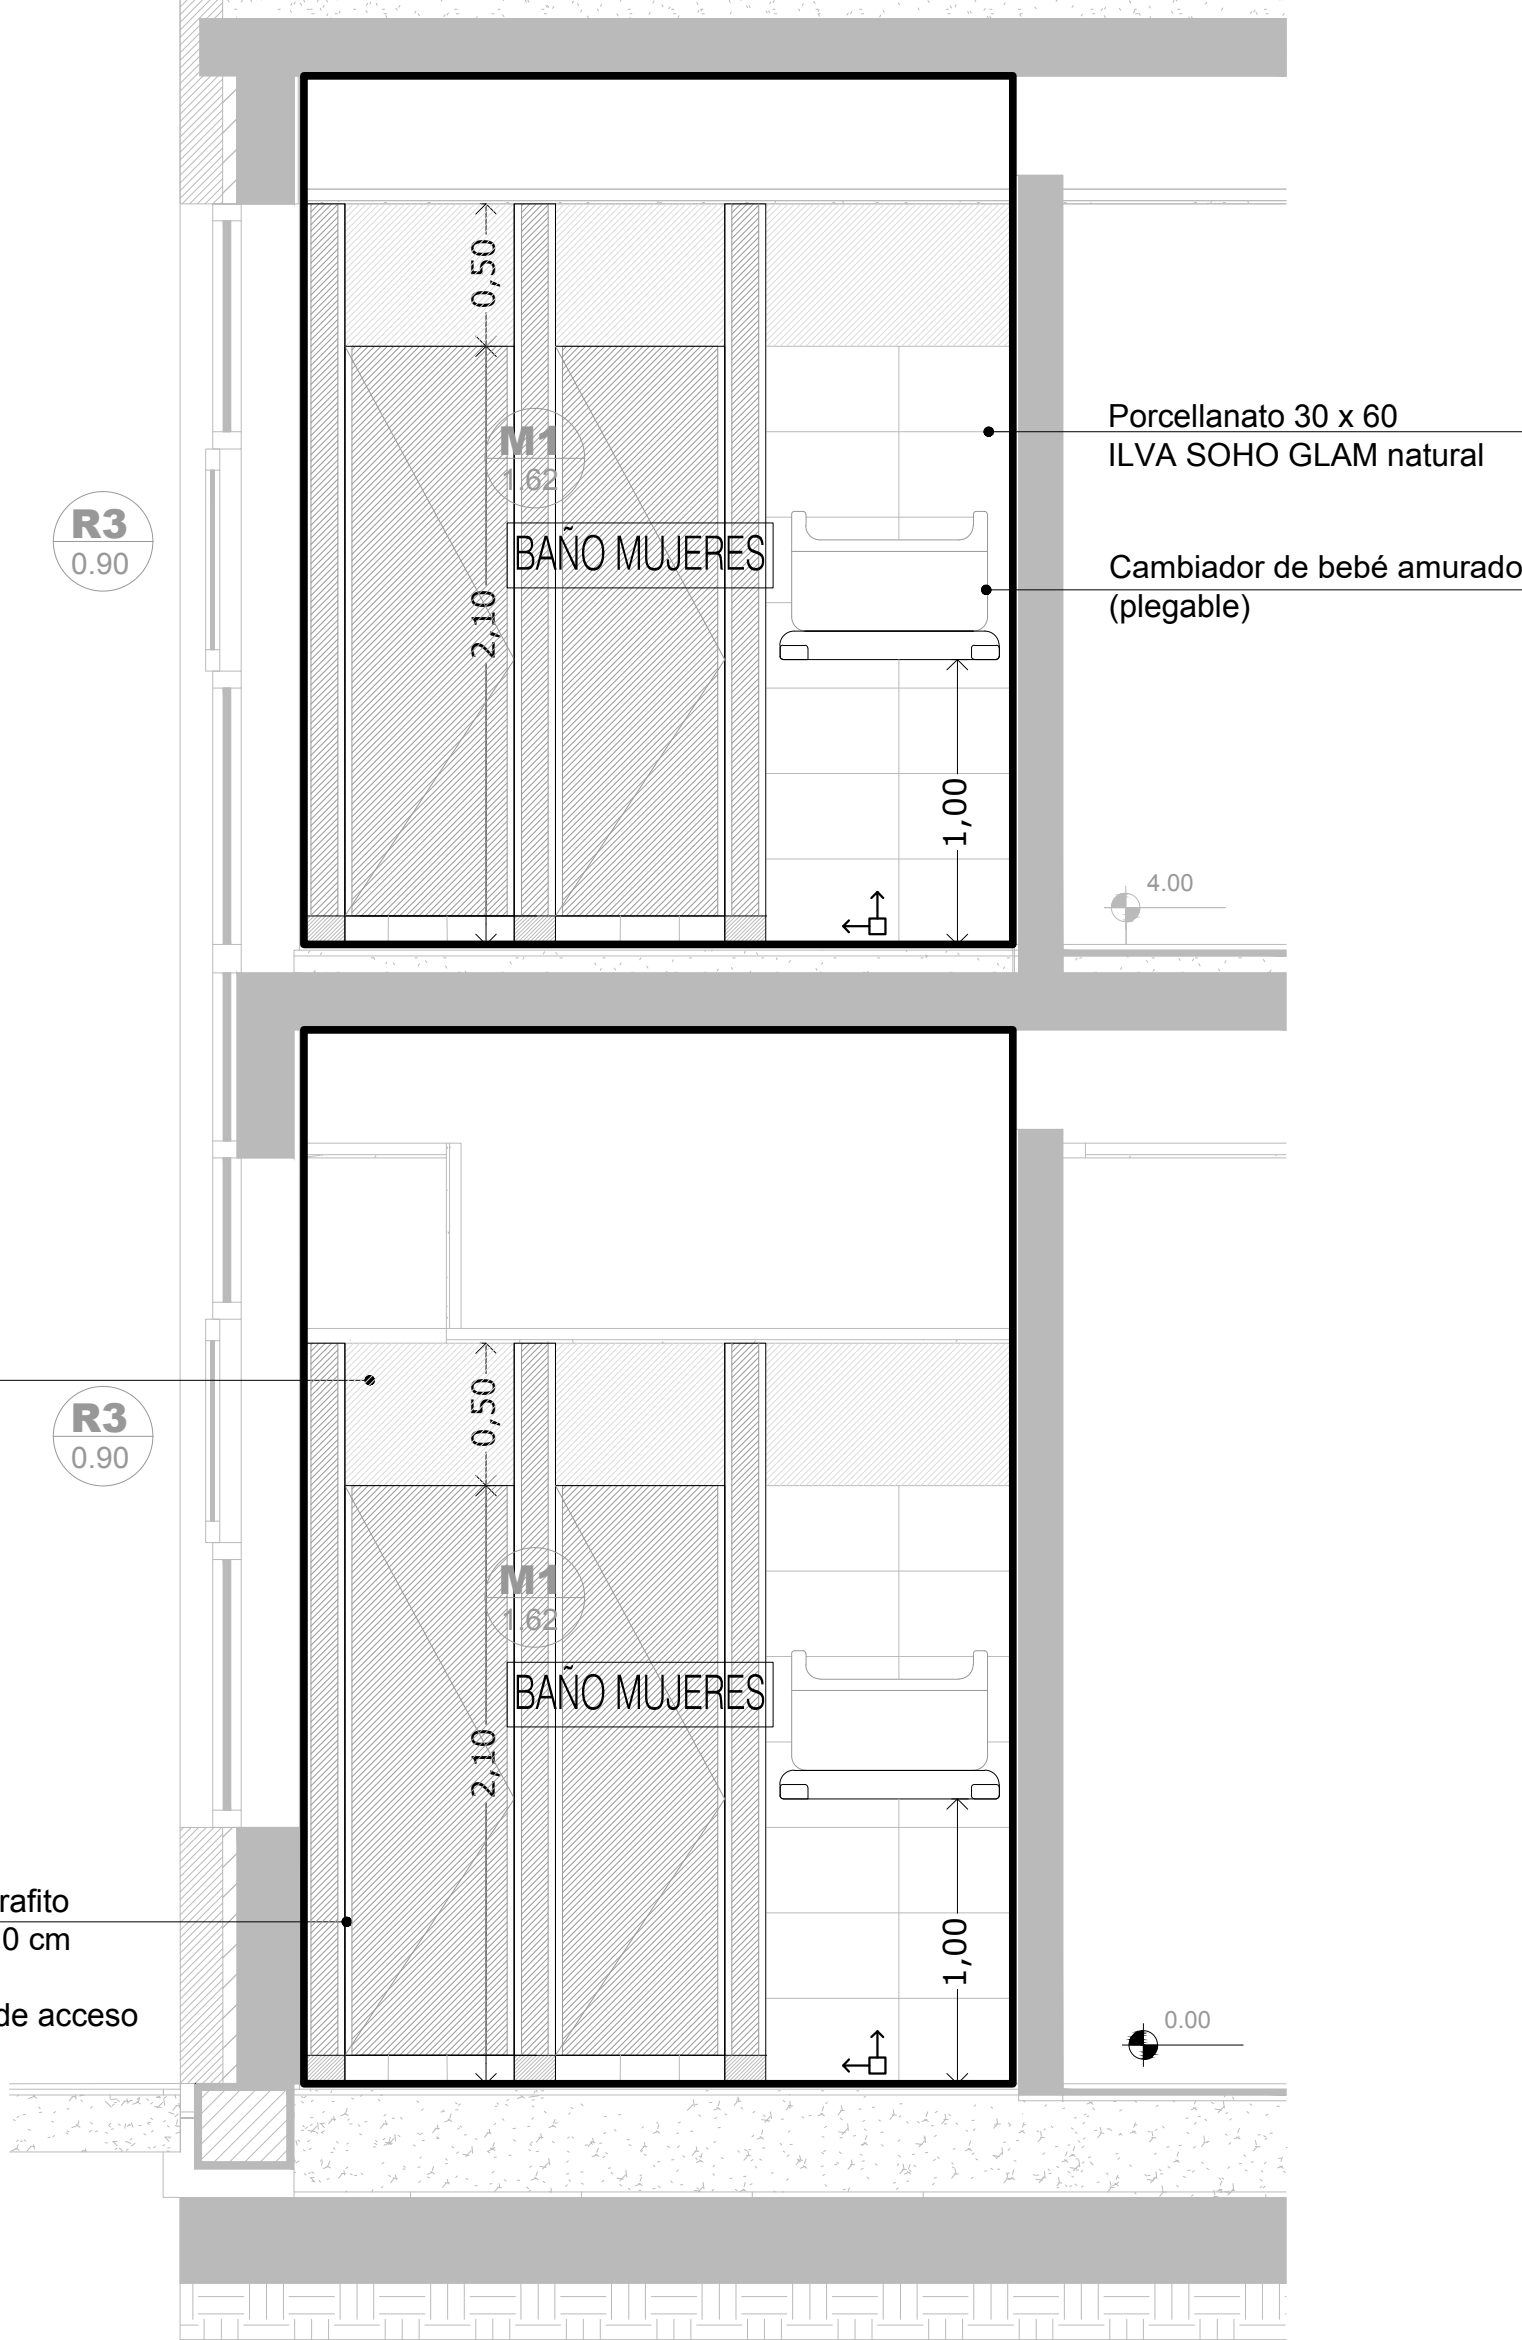 0,50
Porcellanato 30 x 60
ILVA SOHO GLAM natural
M1
1.62
R3
0.90
BAÑO MUJERES
Cambiador de bebé amurado
(plegable)
2,10
1,00
4.00
0,50
R3
0.90
M1
1.62
BAÑO MUJERES
2,10
rafito
0 cm
1,00
de acceso
0.00